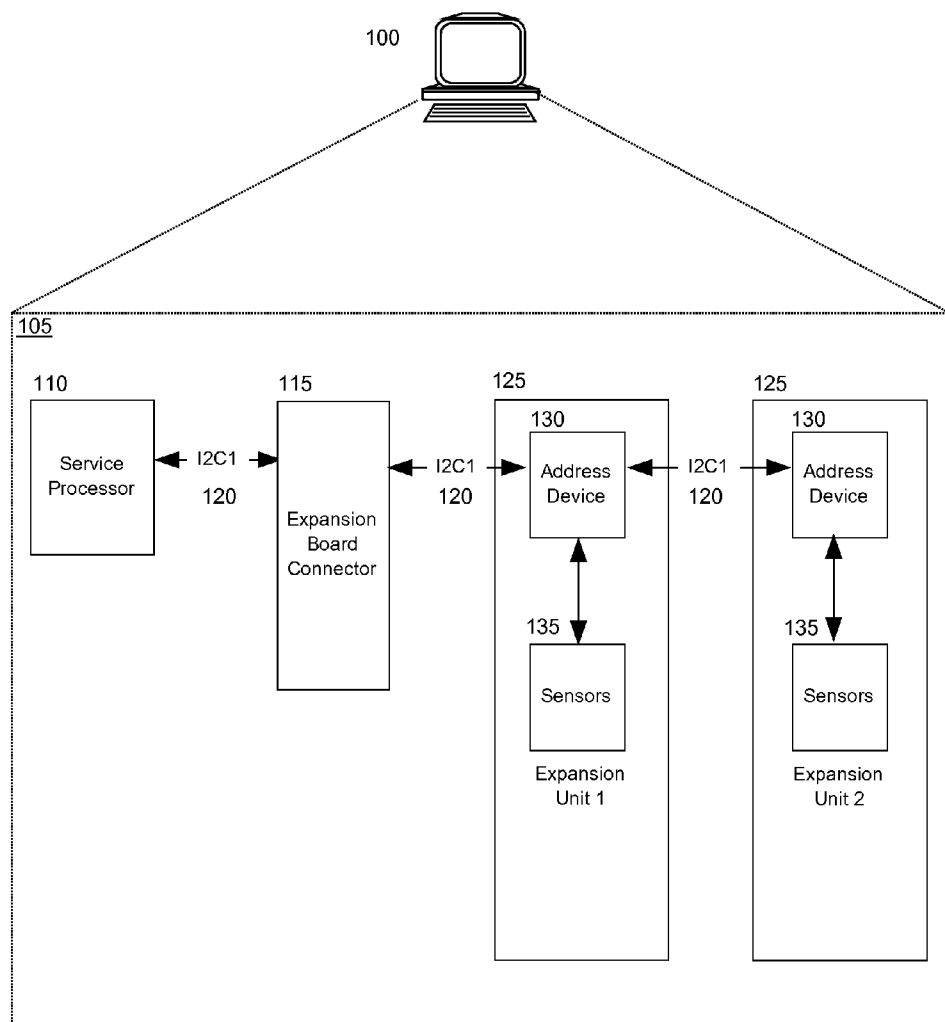 100
105
110
115
125
125
130
130
Service
Processor
I2C1
120
Expansion
Board
Connector
I2C1
120
Address
Device
I2C1
120
Address
Device
135
135
Sensors
Sensors
Expansion
Unit 1
Expansion
Unit 2